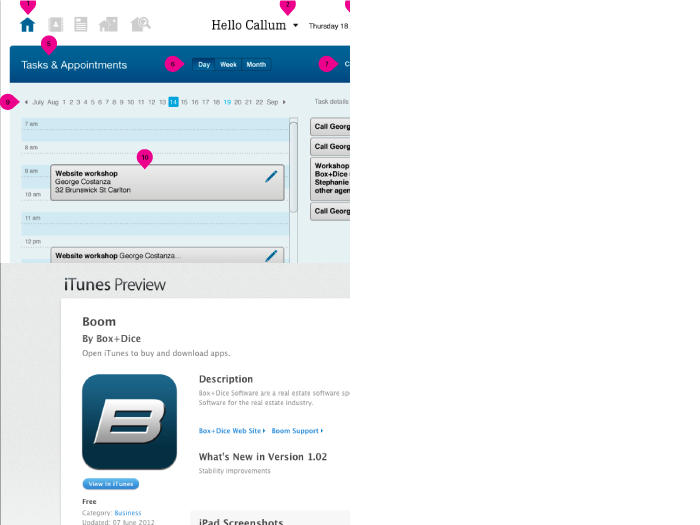 1
2
Hello Callum
Thursday 18
5
Tasks & Appointments
6
Day Week Month
7
C
9
July Aug 1 2 3 4 5 6 7 8 9 10 11 12 13 14 15 16 17 18 19 20 21 22 Sep
Task details
7 am
Call Georg
8 am
Call Georg
10
9 am
Website workshop
George Costanza
32 Brunswick St Carlton
10 am
Workshop
Box+Dice
Stephanie
other agen
11 am
Call Georg
12 pm
Website workshop George Costanza...
iTunes Preview
Boom
By Box+Dice
Open iTunes to buy and download apps.
Description
Box+Dice Software are a real estate software sp
Software for the real estate industry.
Box+Dice Web Site Boom Support
What's New in Version 1.02
Stability improvements
B
View In iTunes
Free
Category: Business
Updated: 07 June 2012
iPad Screenshots